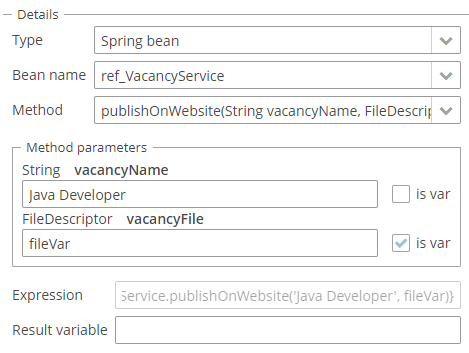 Details
Type Spring bean
Bean name ref_VacancyService
Method publishOnWebsite(String vacancyName, FileDescrip
Method parameters
String vacancyName
Java Developer is var
FileDescriptor vacancyFile
fileVar is var
Expression Service.publishOnWebsite('Java Developer', fileVar)}
Result variable